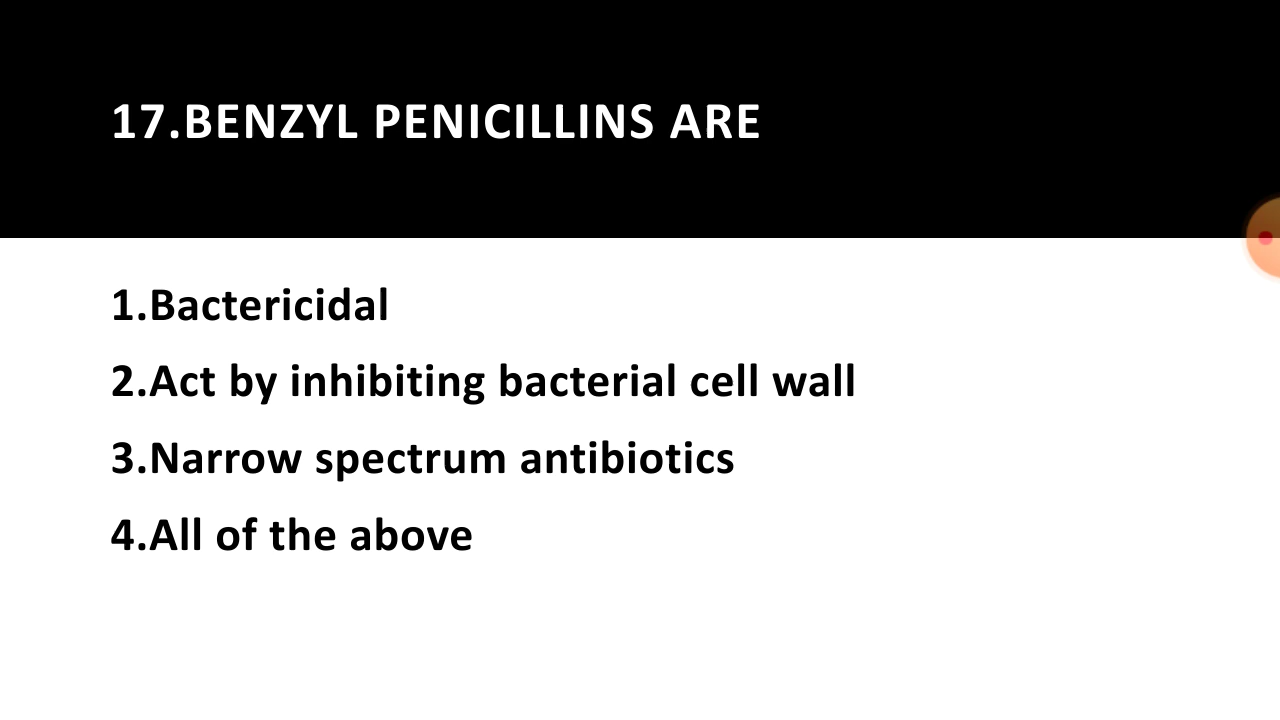 17.BENZYL PENICILLINS ARE
1.Bactericidal
2.Act by inhibiting bacterial cell wall
3.Narrow spectrum antibiotics
4.All of the above